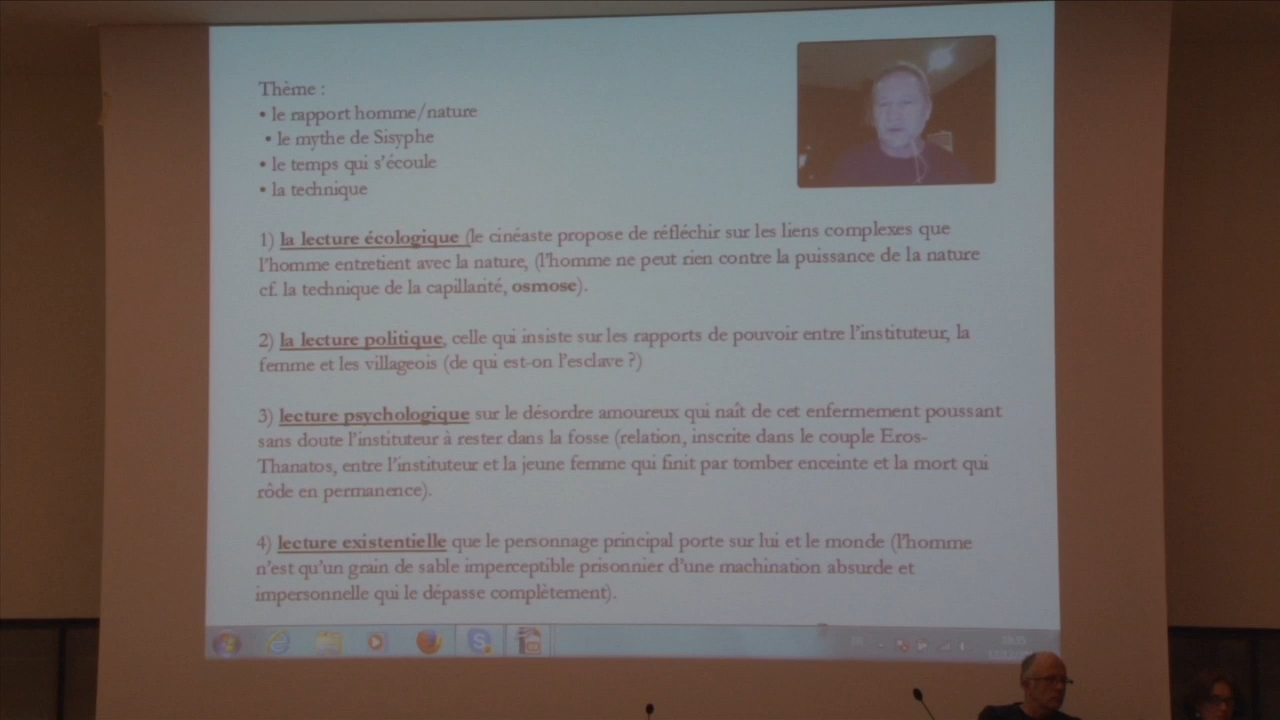 Thème :
• le rapport homme/nature
• le mythe de Sisyphe
• le temps qui s'écoule
• la technique
1) la lecture écologique (le cinéaste propose de réfléchir sur les liens complexes que
l'homme entretient avec la nature, (l'homme ne peut rien contre la puissance de la nature
cf. la technique de la capillarité, osmose).
2) la lecture politique, celle qui insiste sur les rapports de pouvoir entre l'instituteur, la
femme et les villageois (de qui est-on l'esclave ?)
3) lecture psychologique sur le désordre amoureux qui naît de cet enfermement poussant
sans doute l'instituteur à rester dans la fosse (relation, inscrite dans le couple Eros-
Thanatos, entre l'instituteur et la jeune femme qui finit par tomber enceinte et la mort qui
rôde en permanence).
4) lecture existentielle que le personnage principal porte sur lui et le monde (l'homme
n'est qu'un grain de sable imperceptible prisonnier d'une machination absurde et
impersonnelle qui le dépasse complètement).